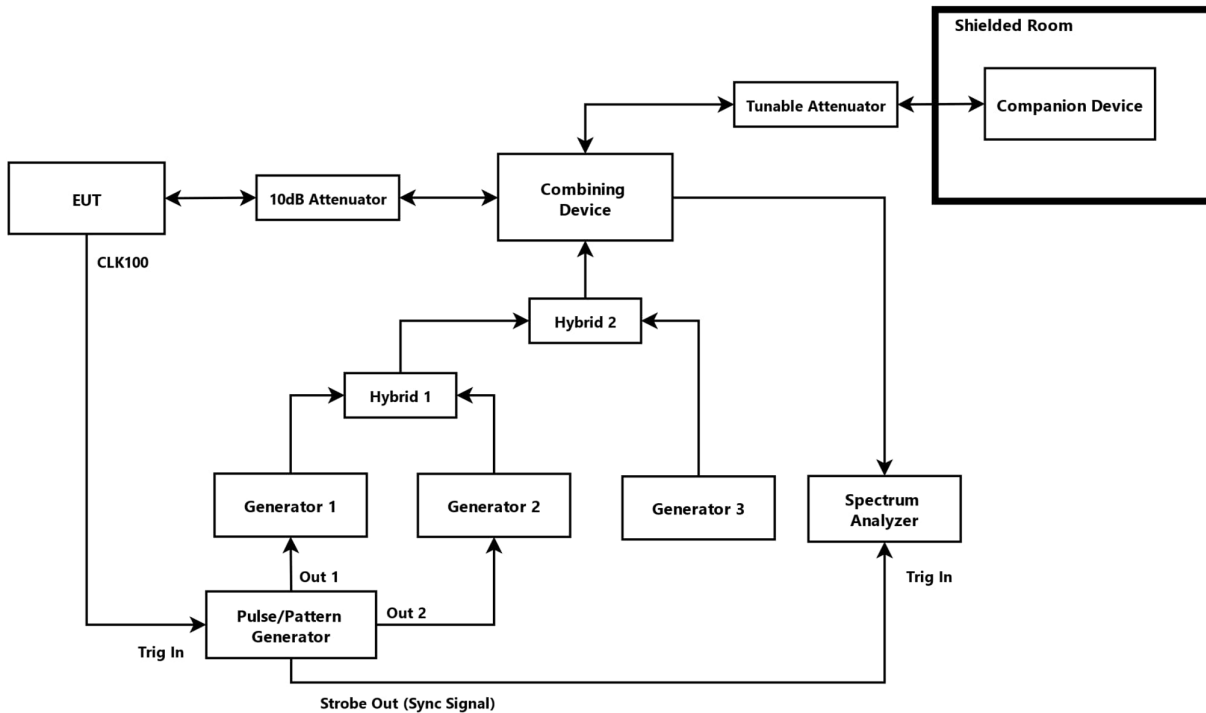 Shielded Room
Tunable Attenuator
Companion Device
EUT
10dB Attenuator
Combining
Device
CLK100
Hybrid 2
Hybrid 1
Generator 1
Generator 2
Generator 3
Spectrum
Analyzer
Out 1
Trig In
Out 2
Pulse/Pattern
Generator
Trig In
Strobe Out (Sync Signal)